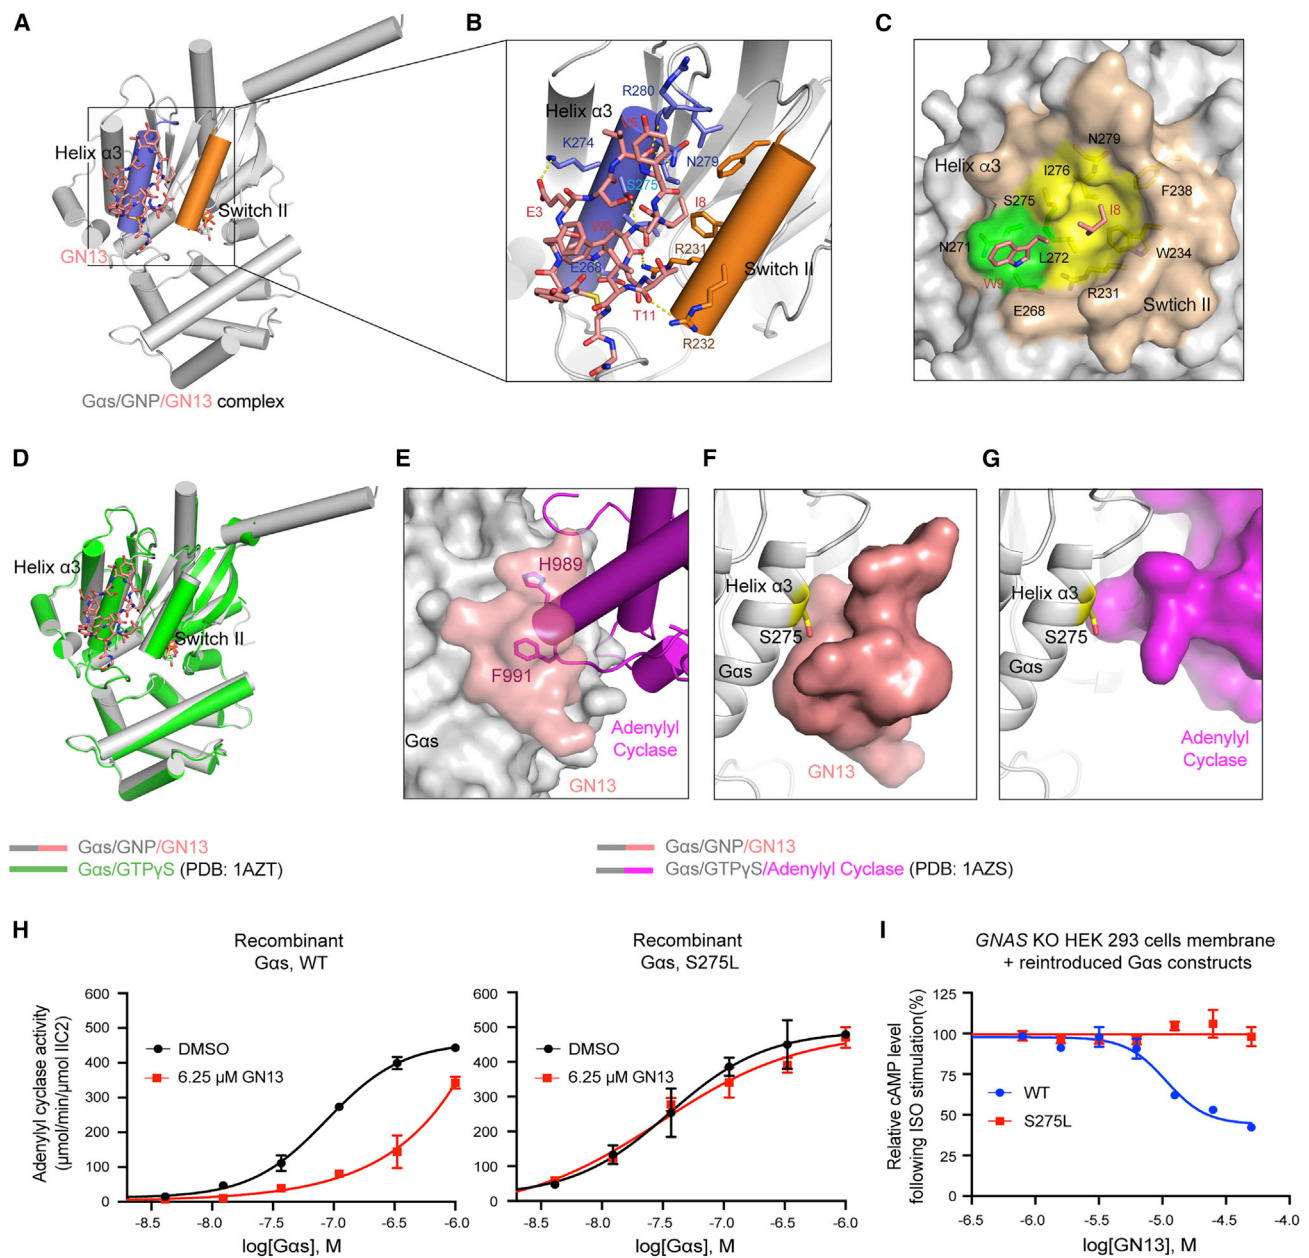 A
Helix α3
Switch II
GN13
Gαs/GNP/GN13 complex
B
R280
Helix α3
V5
K274
N279
S275
E3
I8
W9
R231
E268
Switch II
T11
R232
C
N279
Helix α3
I276
F238
S275
I8
N271
L272
W234
W9
R231
E268
Swtich II
D
Helix α3
Switch II
E
H989
F991
Gαs
Adenylyl
Cyclase
GN13
F
Helix α3
S275
Gαs
GN13
G
Helix α3
S275
Gαs
Adenylyl
Cyclase
Gαs/GNP/GN13
Gαs/GTPγS (PDB: 1AZT)
Gαs/GNP/GN13
Gαs/GTPγS/Adenylyl Cyclase (PDB: 1AZS)
H
Recombinant
Gαs, WT
Adenylyl cyclase activity
(μmol/min/μmol IIC2)
600
500
400
300
200
100
0
DMSO
6.25 μM GN13
-8.5 -8.0 -7.5 -7.0 -6.5 -6.0
log[Gαs], M
Recombinant
Gαs, S275L
600
500
400
300
200
100
0
DMSO
6.25 μM GN13
-8.5 -8.0 -7.5 -7.0 -6.5 -6.0
log[Gαs], M
I
GNAS KO HEK 293 cells membrane
+ reintroduced Gαs constructs
Relative cAMP level
following ISO stimulation(%)
125
100
75
50
25
0
WT
S275L
-6.5 -6.0 -5.5 -5.0 -4.5 -4.0
log[GN13], M